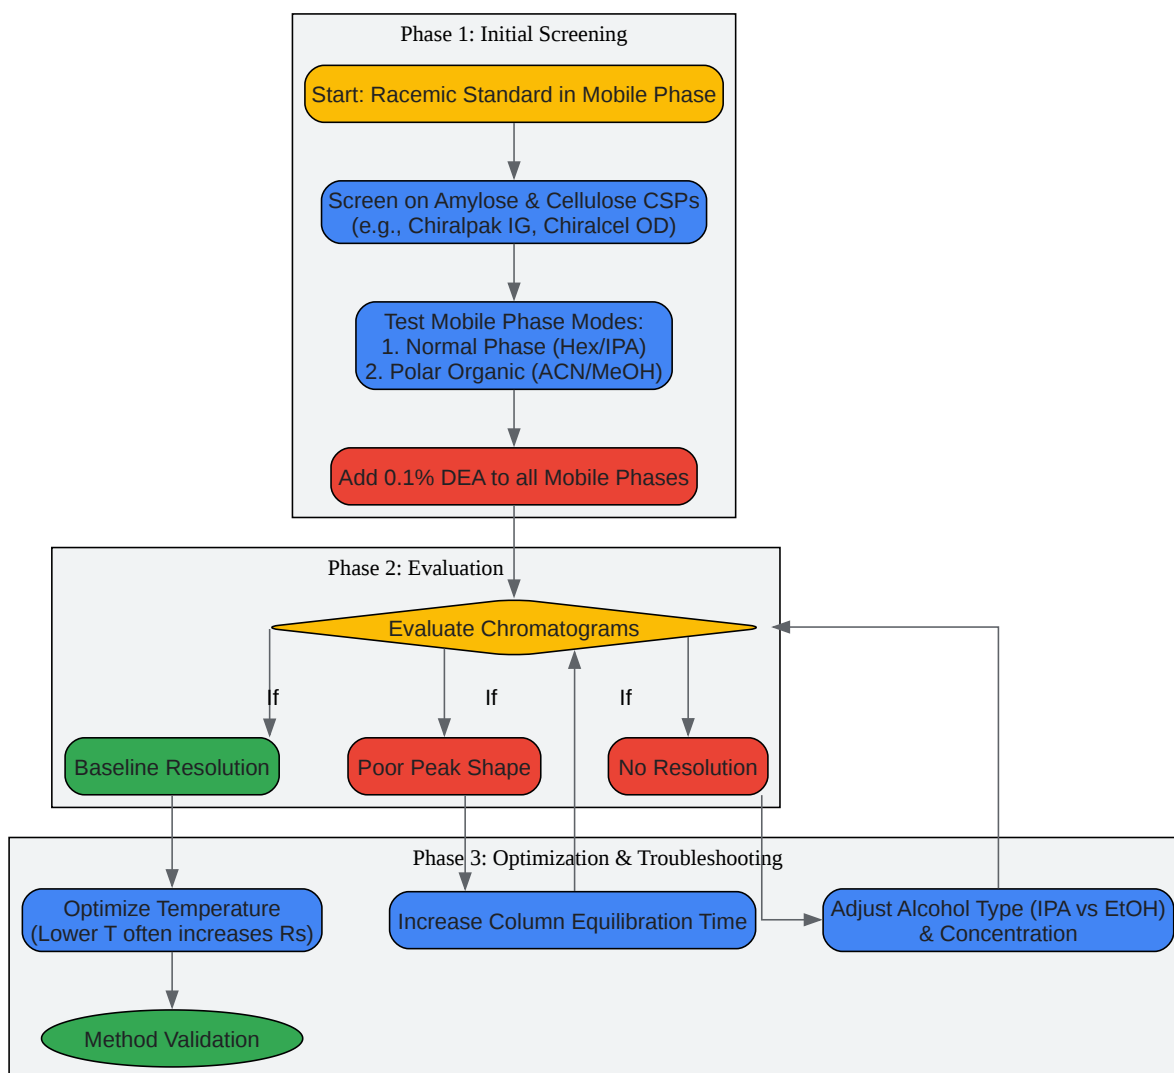 Phase 1: Initial Screening
Start: Racemic Standard in Mobile Phase
Screen on Amylose & Cellulose CSPs
(e.g., Chiralpak IG, Chiralcel OD)
Test Mobile Phase Modes:
1. Normal Phase (Hex/IPA)
2. Polar Organic (ACN/MeOH)
Add 0.1% DEA to all Mobile Phases
Phase 2: Evaluation
Evaluate Chromatograms
If
If
If
Baseline Resolution
Poor Peak Shape
No Resolution
Phase 3: Optimization & Troubleshooting
Optimize Temperature
(Lower T often increases Rs)
Increase Column Equilibration Time
Adjust Alcohol Type (IPA vs EtOH)
& Concentration
Method Validation